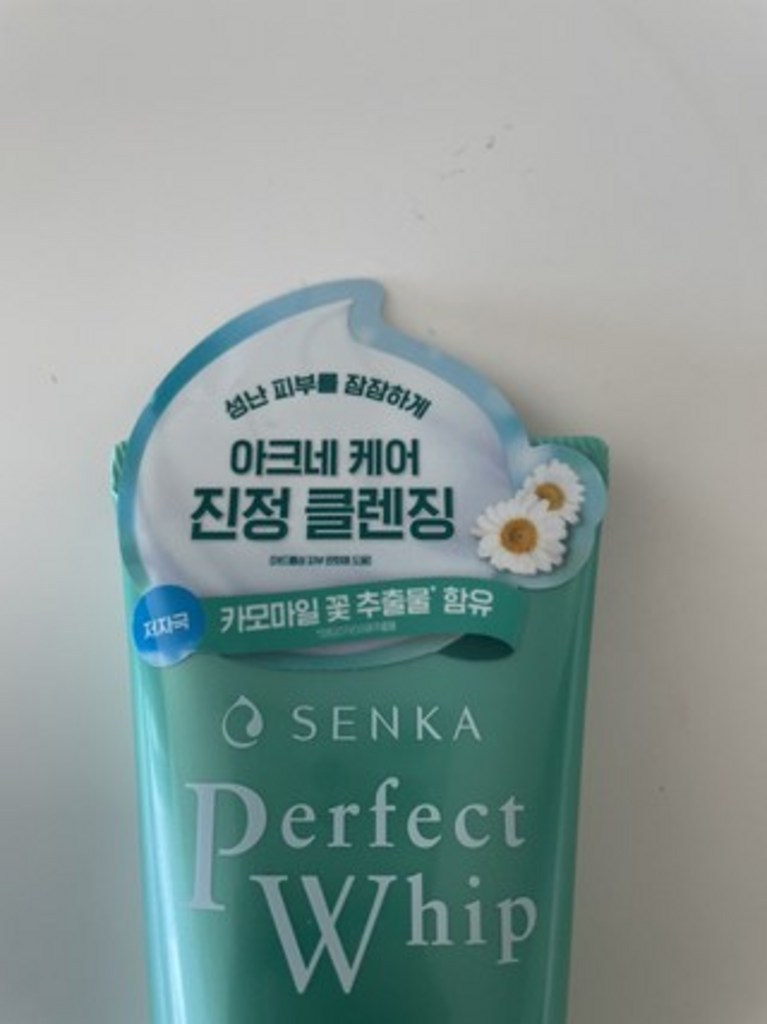 성난 피부를 잠잠하게
아크네 케어
진정 클렌징
저자극
카모마일 꽃 추출물* 함유
SENKA
Perfect
Whip